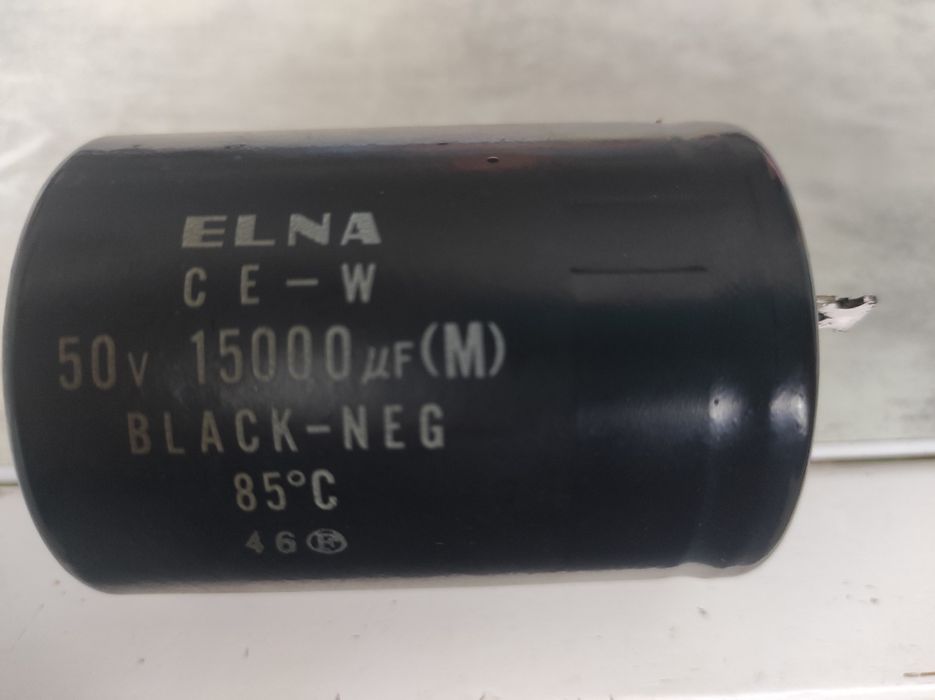 ELNA
CE-W
50V 15000μF(M)
BLACK-NEG
85°C
46 Ⓕ